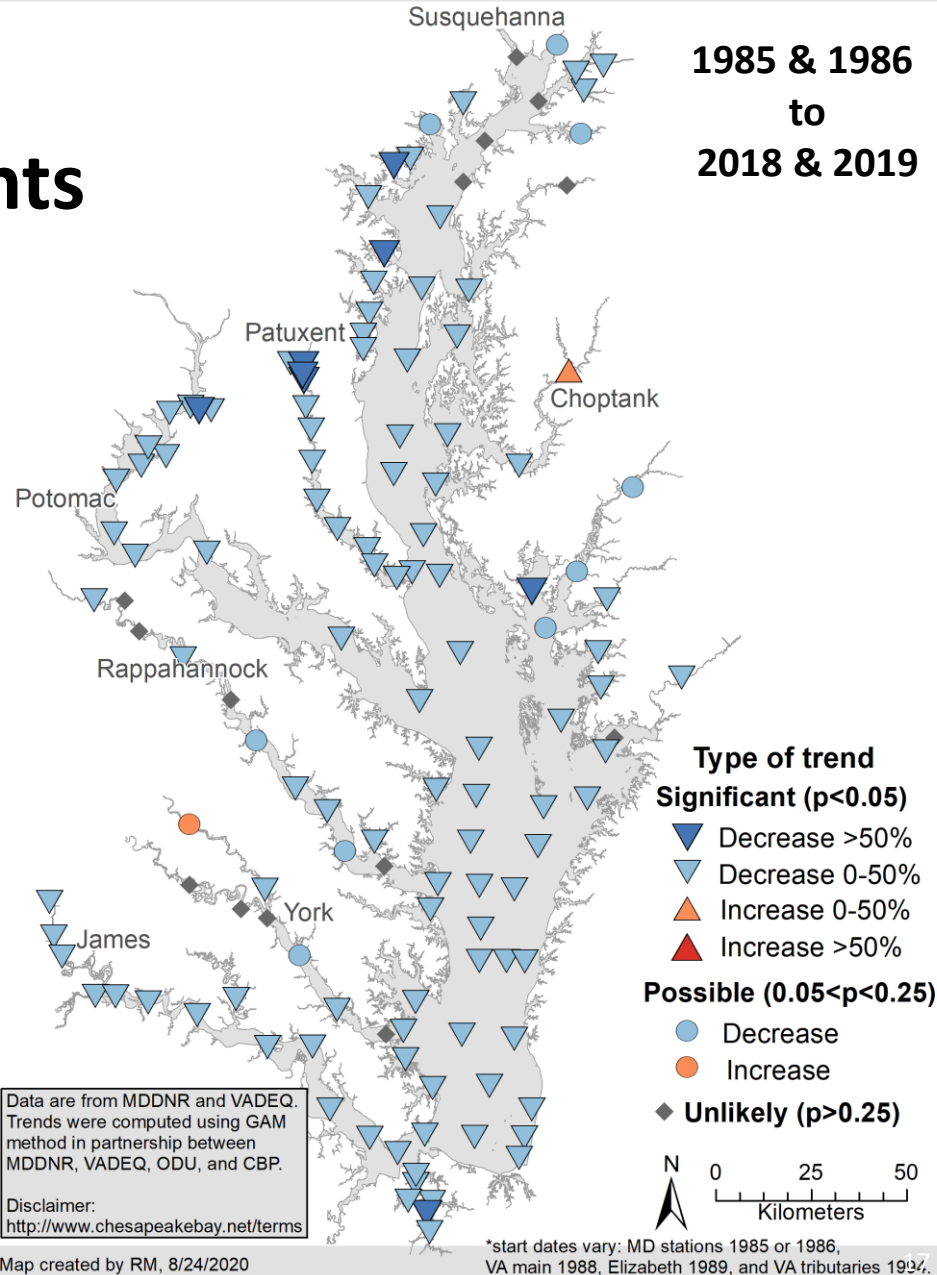 Susquehanna
1985 & 1986
to
2018 & 2019
nts
Patuxent
Choptank
Potomac
Rappahannock
York
James
Type of trend
Significant (p<0.05)
Decrease >50%
Decrease 0-50%
Increase 0-50%
Increase >50%
Possible (0.05<p<0.25)
Decrease
Increase
Unlikely (p>0.25)
N
0 25 50
Kilometers
Data are from MDDNR and VADEQ.
Trends were computed using GAM
method in partnership between
MDDNR, VADEQ, ODU, and CBP.
Disclaimer:
http://www.chesapeakebay.net/terms
Map created by RM, 8/24/2020
*start dates vary: MD stations 1985 or 1986,
VA main 1988, Elizabeth 1989, and VA tributaries 1994.
17